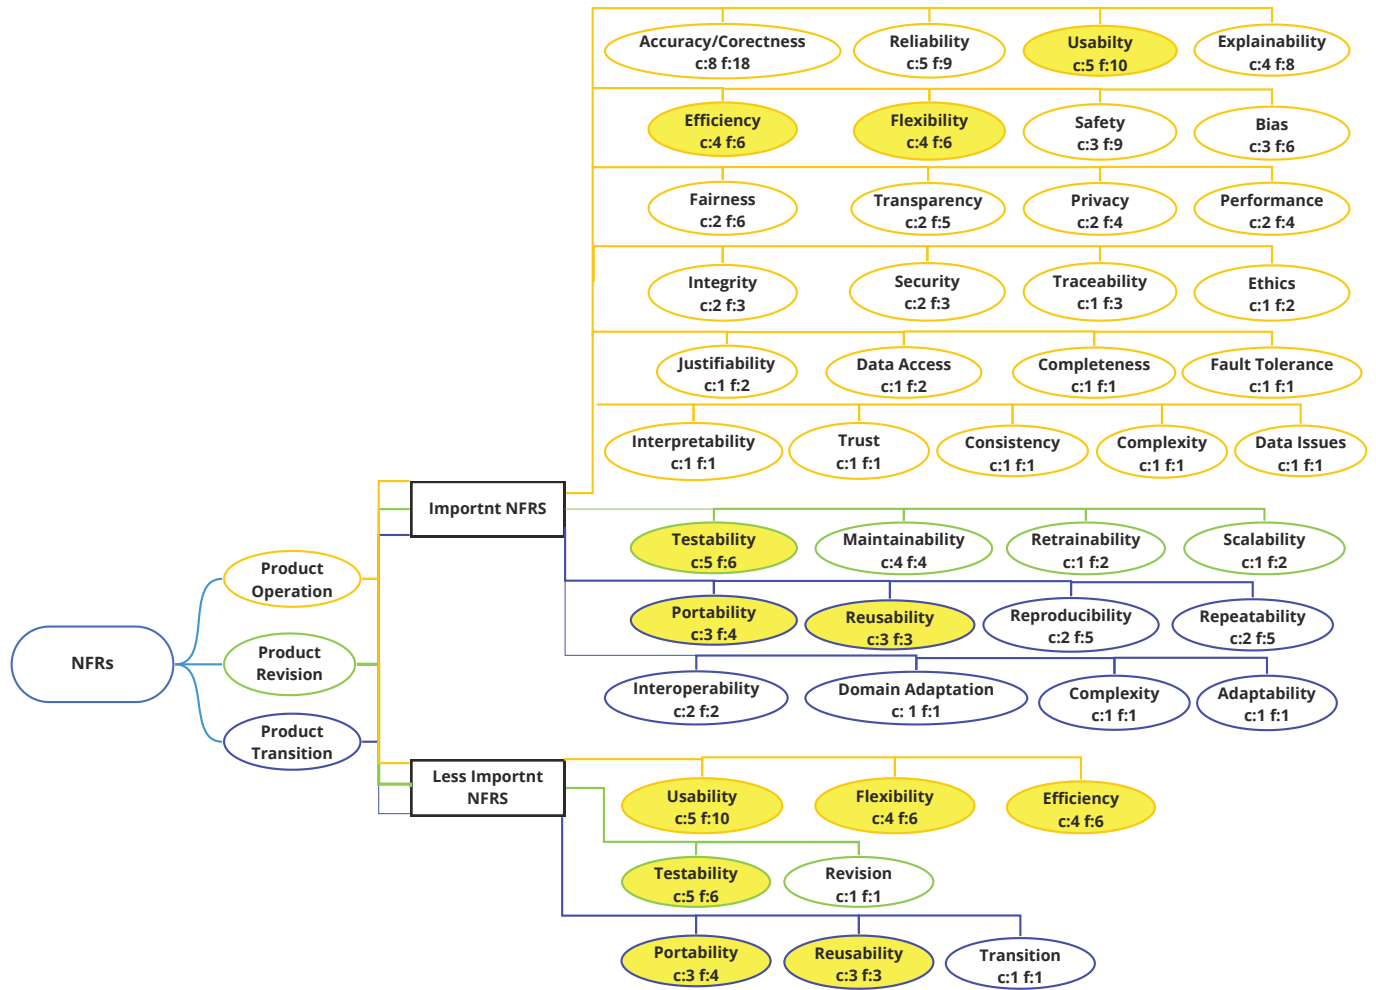 Accuracy/Corectness
c:8 f:18
Reliability
c:5 f:9
Usabilty
c:5 f:10
Explainability
c:4 f:8
Efficiency
c:4 f:6
Flexibility
c:4 f:6
Safety
c:3 f:9
Bias
c:3 f:6
Fairness
c:2 f:6
Transparency
c:2 f:5
Privacy
c:2 f:4
Performance
c:2 f:4
Integrity
c:2 f:3
Security
c:2 f:3
Traceability
c:1 f:3
Ethics
c:1 f:2
Justifiability
c:1 f:2
Data Access
c:1 f:2
Completeness
c:1 f:1
Fault Tolerance
c:1 f:1
Interpretability
c:1 f:1
Trust
c:1 f:1
Consistency
c:1 f:1
Complexity
c:1 f:1
Data Issues
c:1 f:1
Importnt NFRS
Testability
c:5 f:6
Maintainability
c:4 f:4
Retrainability
c:1 f:2
Scalability
c:1 f:2
Product
Operation
Portability
c:3 f:4
Reusability
c:3 f:3
Reproducibility
c:2 f:5
Repeatability
c:2 f:5
NFRs
Product
Revision
Interoperability
c:2 f:2
Domain Adaptation
c: 1 f:1
Complexity
c:1 f:1
Adaptability
c:1 f:1
Product
Transition
Less Importnt
NFRS
Usability
c:5 f:10
Flexibility
c:4 f:6
Efficiency
c:4 f:6
Testability
c:5 f:6
Revision
c:1 f:1
Portability
c:3 f:4
Reusability
c:3 f:3
Transition
c:1 f:1